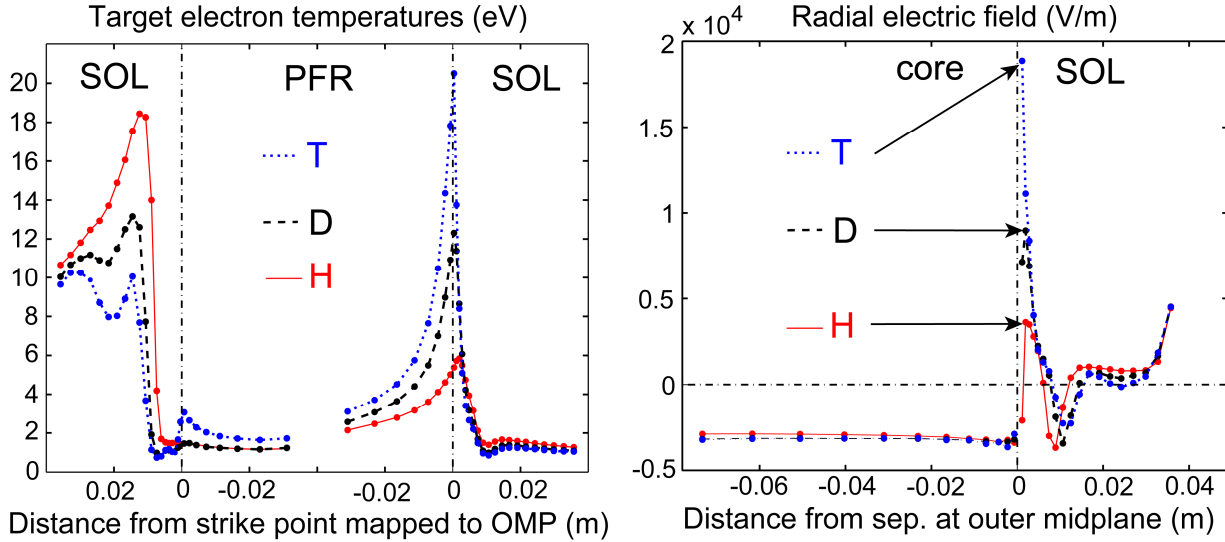 Target electron temperatures (eV)
20
18
16
14
12
10
8
6
4
2
0
SOL
PFR
SOL
T
D
H
0.02
0
-0.02
-0.02
0
0.02
Distance from strike point mapped to OMP (m)
Radial electric field (V/m)
x 10⁴
2
1.5
1
0.5
0
-0.5
core
SOL
T
D
H
-0.06
-0.04
-0.02
0
0.02
0.04
Distance from sep. at outer midplane (m)